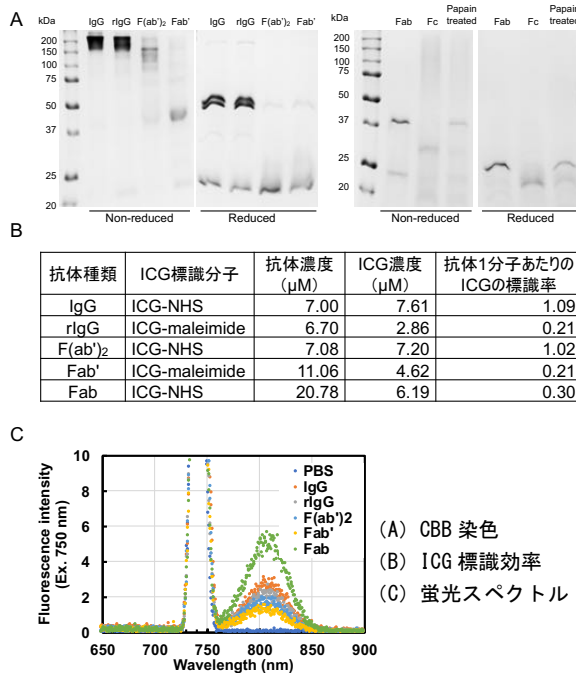 A
kDa IgG rIgG F(ab')₂ Fab' IgG rIgG F(ab')₂ Fab' kDa Fab Fc Papain treated Fab Fc Papain treated
200
150
100
75
50
37
25
20
200
150
100
75
50
37
25
20
Non-reduced Reduced Non-reduced Reduced
B
抗体種類 ICG標識分子 抗体濃度 (μM) ICG濃度 (μM) 抗体1分子あたりの ICGの標識率
IgG ICG-NHS 7.00 7.61 1.09
rIgG ICG-maleimide 6.70 2.86 0.21
F(ab')₂ ICG-NHS 7.08 7.20 1.02
Fab' ICG-maleimide 11.06 4.62 0.21
Fab ICG-NHS 20.78 6.19 0.30
C
Fluorescence intensity
(Ex. 750 nm)
10
8
6
4
2
0
PBS
IgG
rIgG
F(ab')2
Fab'
Fab
650 700 750 800 850 900
Wavelength (nm)
(A) CBB 染色
(B) ICG 標識効率
(C) 蛍光スペクトル